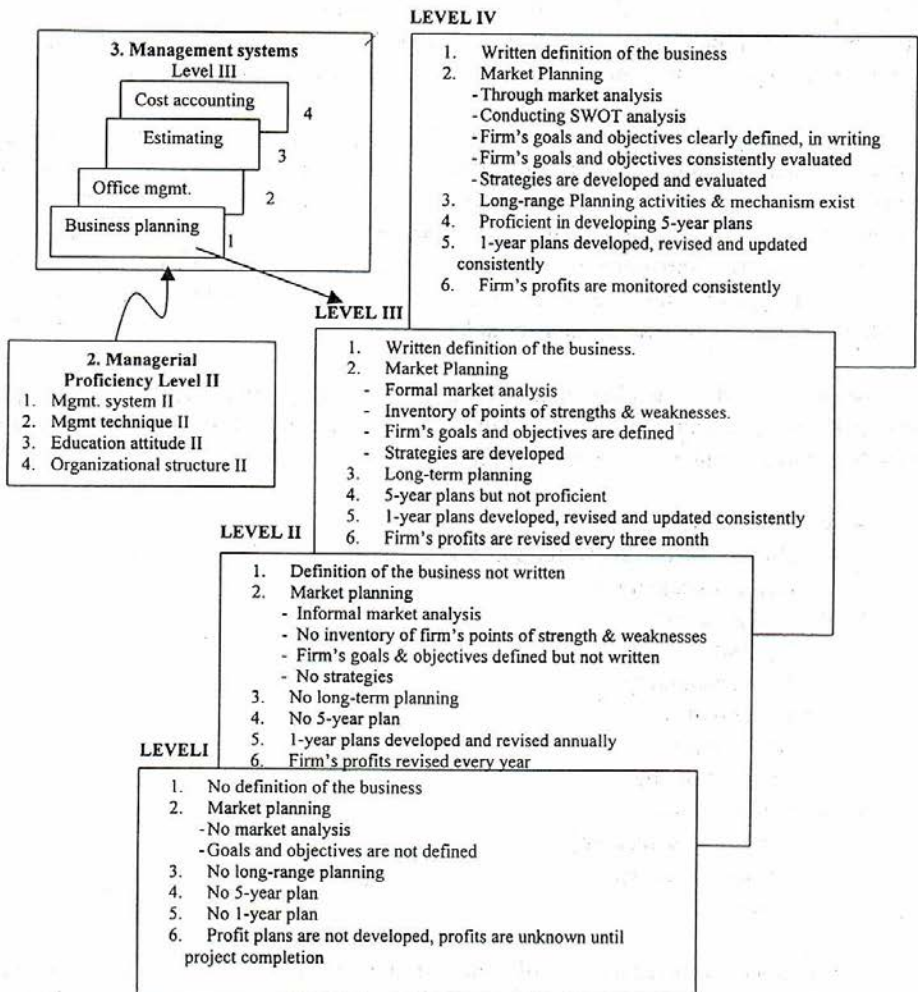 LEVEL IV
3. Management systems
Level III
Cost accounting
4
Estimating
3
Office mgmt.
2
Business planning
1
1. Written definition of the business
2. Market Planning
-Through market analysis
-Conducting SWOT analysis
-Firm's goals and objectives clearly defined, in writing
-Firm's goals and objectives consistently evaluated
-Strategies are developed and evaluated
3. Long-range Planning activities & mechanism exist
4. Proficient in developing 5-year plans
5. 1-year plans developed, revised and updated
consistently
6. Firm's profits are monitored consistently
2. Managerial
Proficiency Level II
1. Mgmt. system II
2. Mgmt technique II
3. Education attitude II
4. Organizational structure II
LEVEL III
1. Written definition of the business.
2. Market Planning
- Formal market analysis
- Inventory of points of strengths & weaknesses.
- Firm's goals and objectives are defined
- Strategies are developed
3. Long-term planning
4. 5-year plans but not proficient
5. 1-year plans developed, revised and updated consistently
6. Firm's profits are revised every three month
LEVEL II
1. Definition of the business not written
2. Market planning
- Informal market analysis
- No inventory of firm's points of strength & weaknesses
- Firm's goals & objectives defined but not written
- No strategies
3. No long-term planning
4. No 5-year plan
5. 1-year plans developed and revised annually
6. Firm's profits revised every year
LEVELI
1. No definition of the business
2. Market planning
-No market analysis
-Goals and objectives are not defined
3. No long-range planning
4. No 5-year plan
5. No 1-year plan
6. Profit plans are not developed, profits are unknown until
project completion